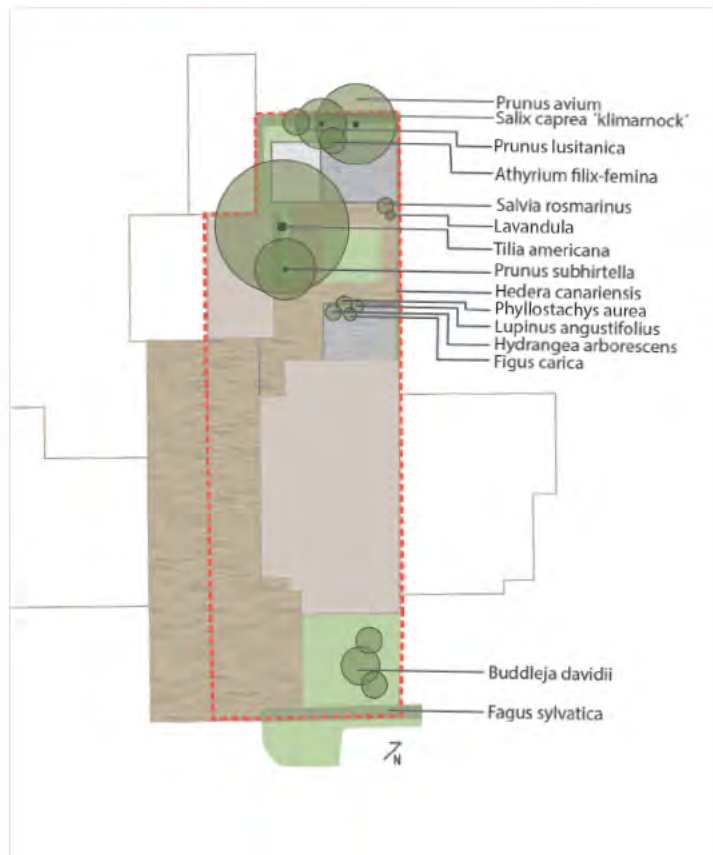 Prunus avium
Salix caprea 'klimarnock'
Prunus lusitanica
Athyrium filix-femina
Salvia rosmarinus
Lavandula
Tilia americana
Prunus subhirtella
Hedera canariensis
Phyllostachys aurea
Lupinus angustifolius
Hydrangea arborescens
Figus carica
Buddleja davidii
Fagus sylvatica
N